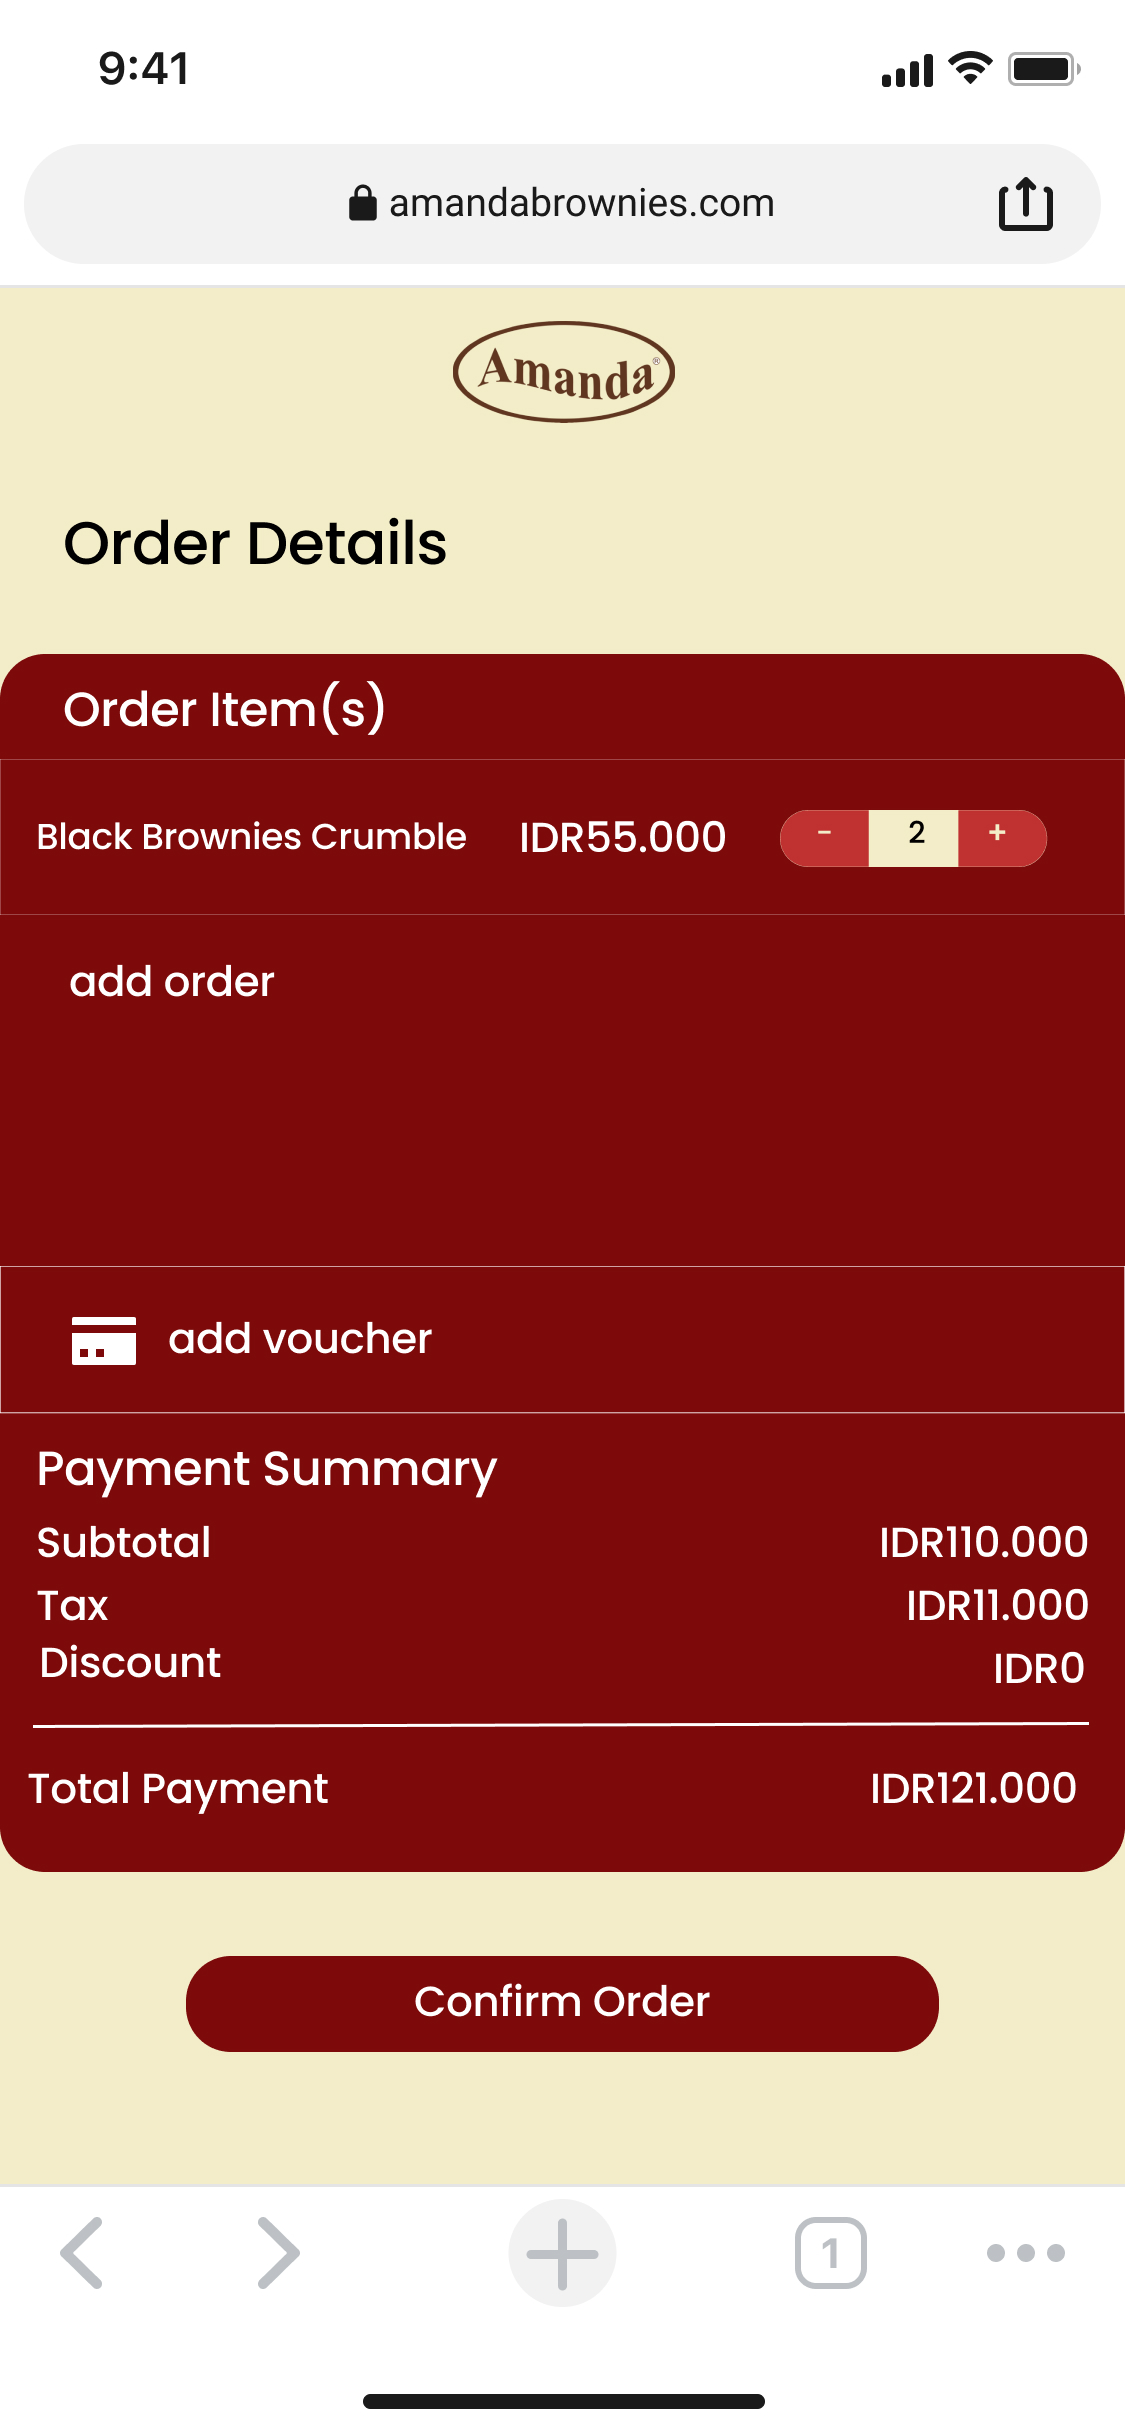 9:41
amandabrownies.com
Amanda®
Order Details
Order Item(s)
Black Brownies Crumble IDR55.000 - 2 +
add order
add voucher
Payment Summary
Subtotal IDR110.000
Tax IDR11.000
Discount IDR0
Total Payment IDR121.000
Confirm Order
1